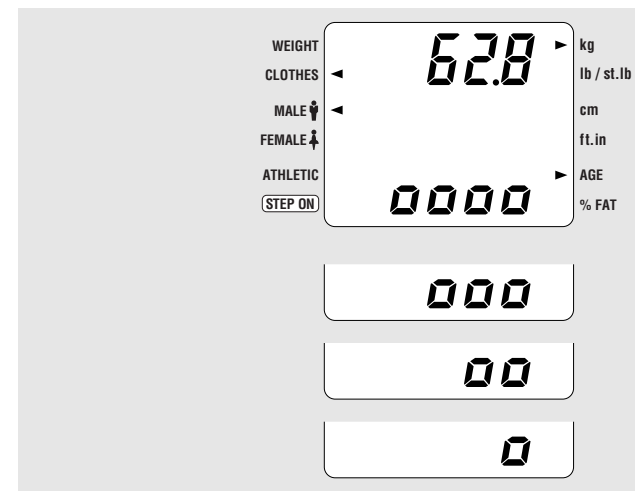 WEIGHT 62.8 kg
CLOTHES lb / st.lb
MALE cm
FEMALE ft.in
ATHLETIC AGE
STEP ON 0000 % FAT
000
00
0